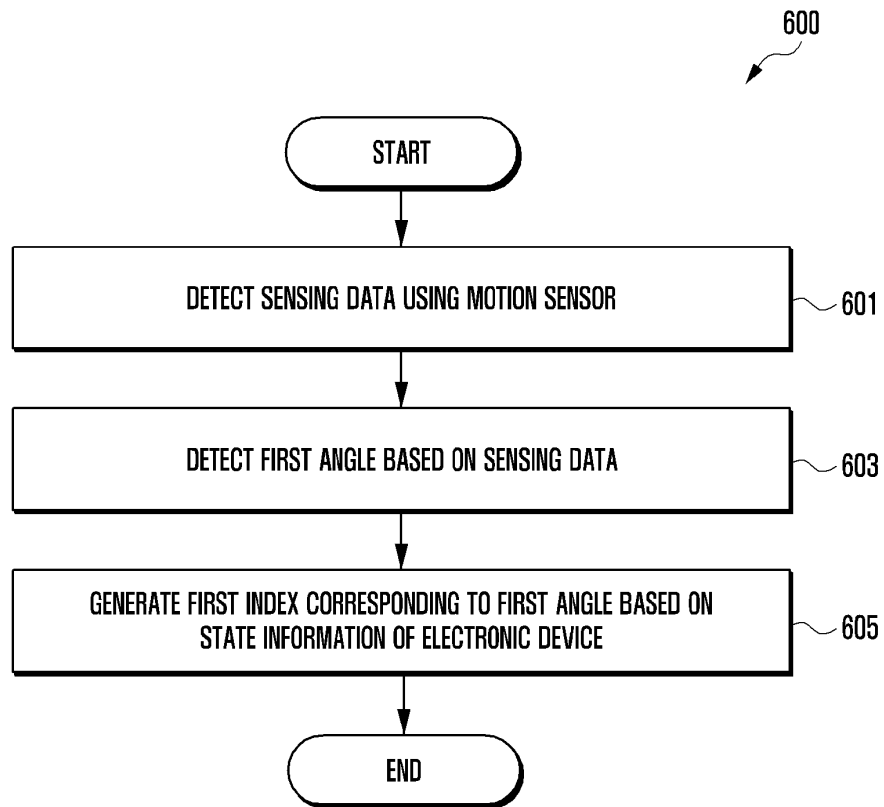 600
START
DETECT SENSING DATA USING MOTION SENSOR
601
DETECT FIRST ANGLE BASED ON SENSING DATA
603
GENERATE FIRST INDEX CORRESPONDING TO FIRST ANGLE BASED ON
STATE INFORMATION OF ELECTRONIC DEVICE
605
END